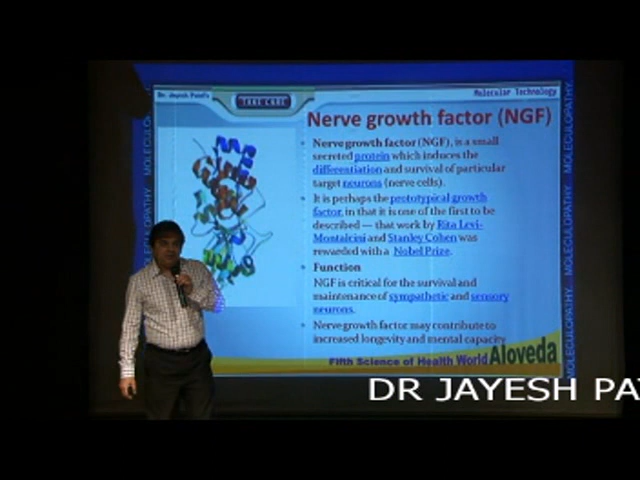 TAKE CARE
Molecular Technology
Nerve growth factor (NGF)
Nerve growth factor (NGF), is a small
secreted protein which induces the
differentiation and survival of particular
target neurons (nerve cells).
It is perhaps the prototypical growth
factor, in that it is one of the first to be
described — that work by Rita Levi-
Montalcini and Stanley Cohen was
rewarded with a Nobel Prize.
Function
NGF is critical for the survival and
maintenance of sympathetic and sensory
neurons.
Nerve growth factor may contribute to
increased longevity and mental capacity
Fifth Science of Health World Aloveda
MOLECULOPATHY
MOLECULOPATHY
MOLECULOPATHY
DR JAYESH PAT